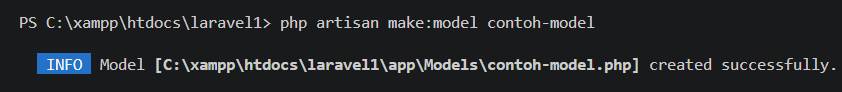 PS C:\xampp\htdocs\laravel1> php artisan make:model contoh-model
INFO Model [C:\xampp\htdocs\laravel1\app\Models\contoh-model.php] created successfully.